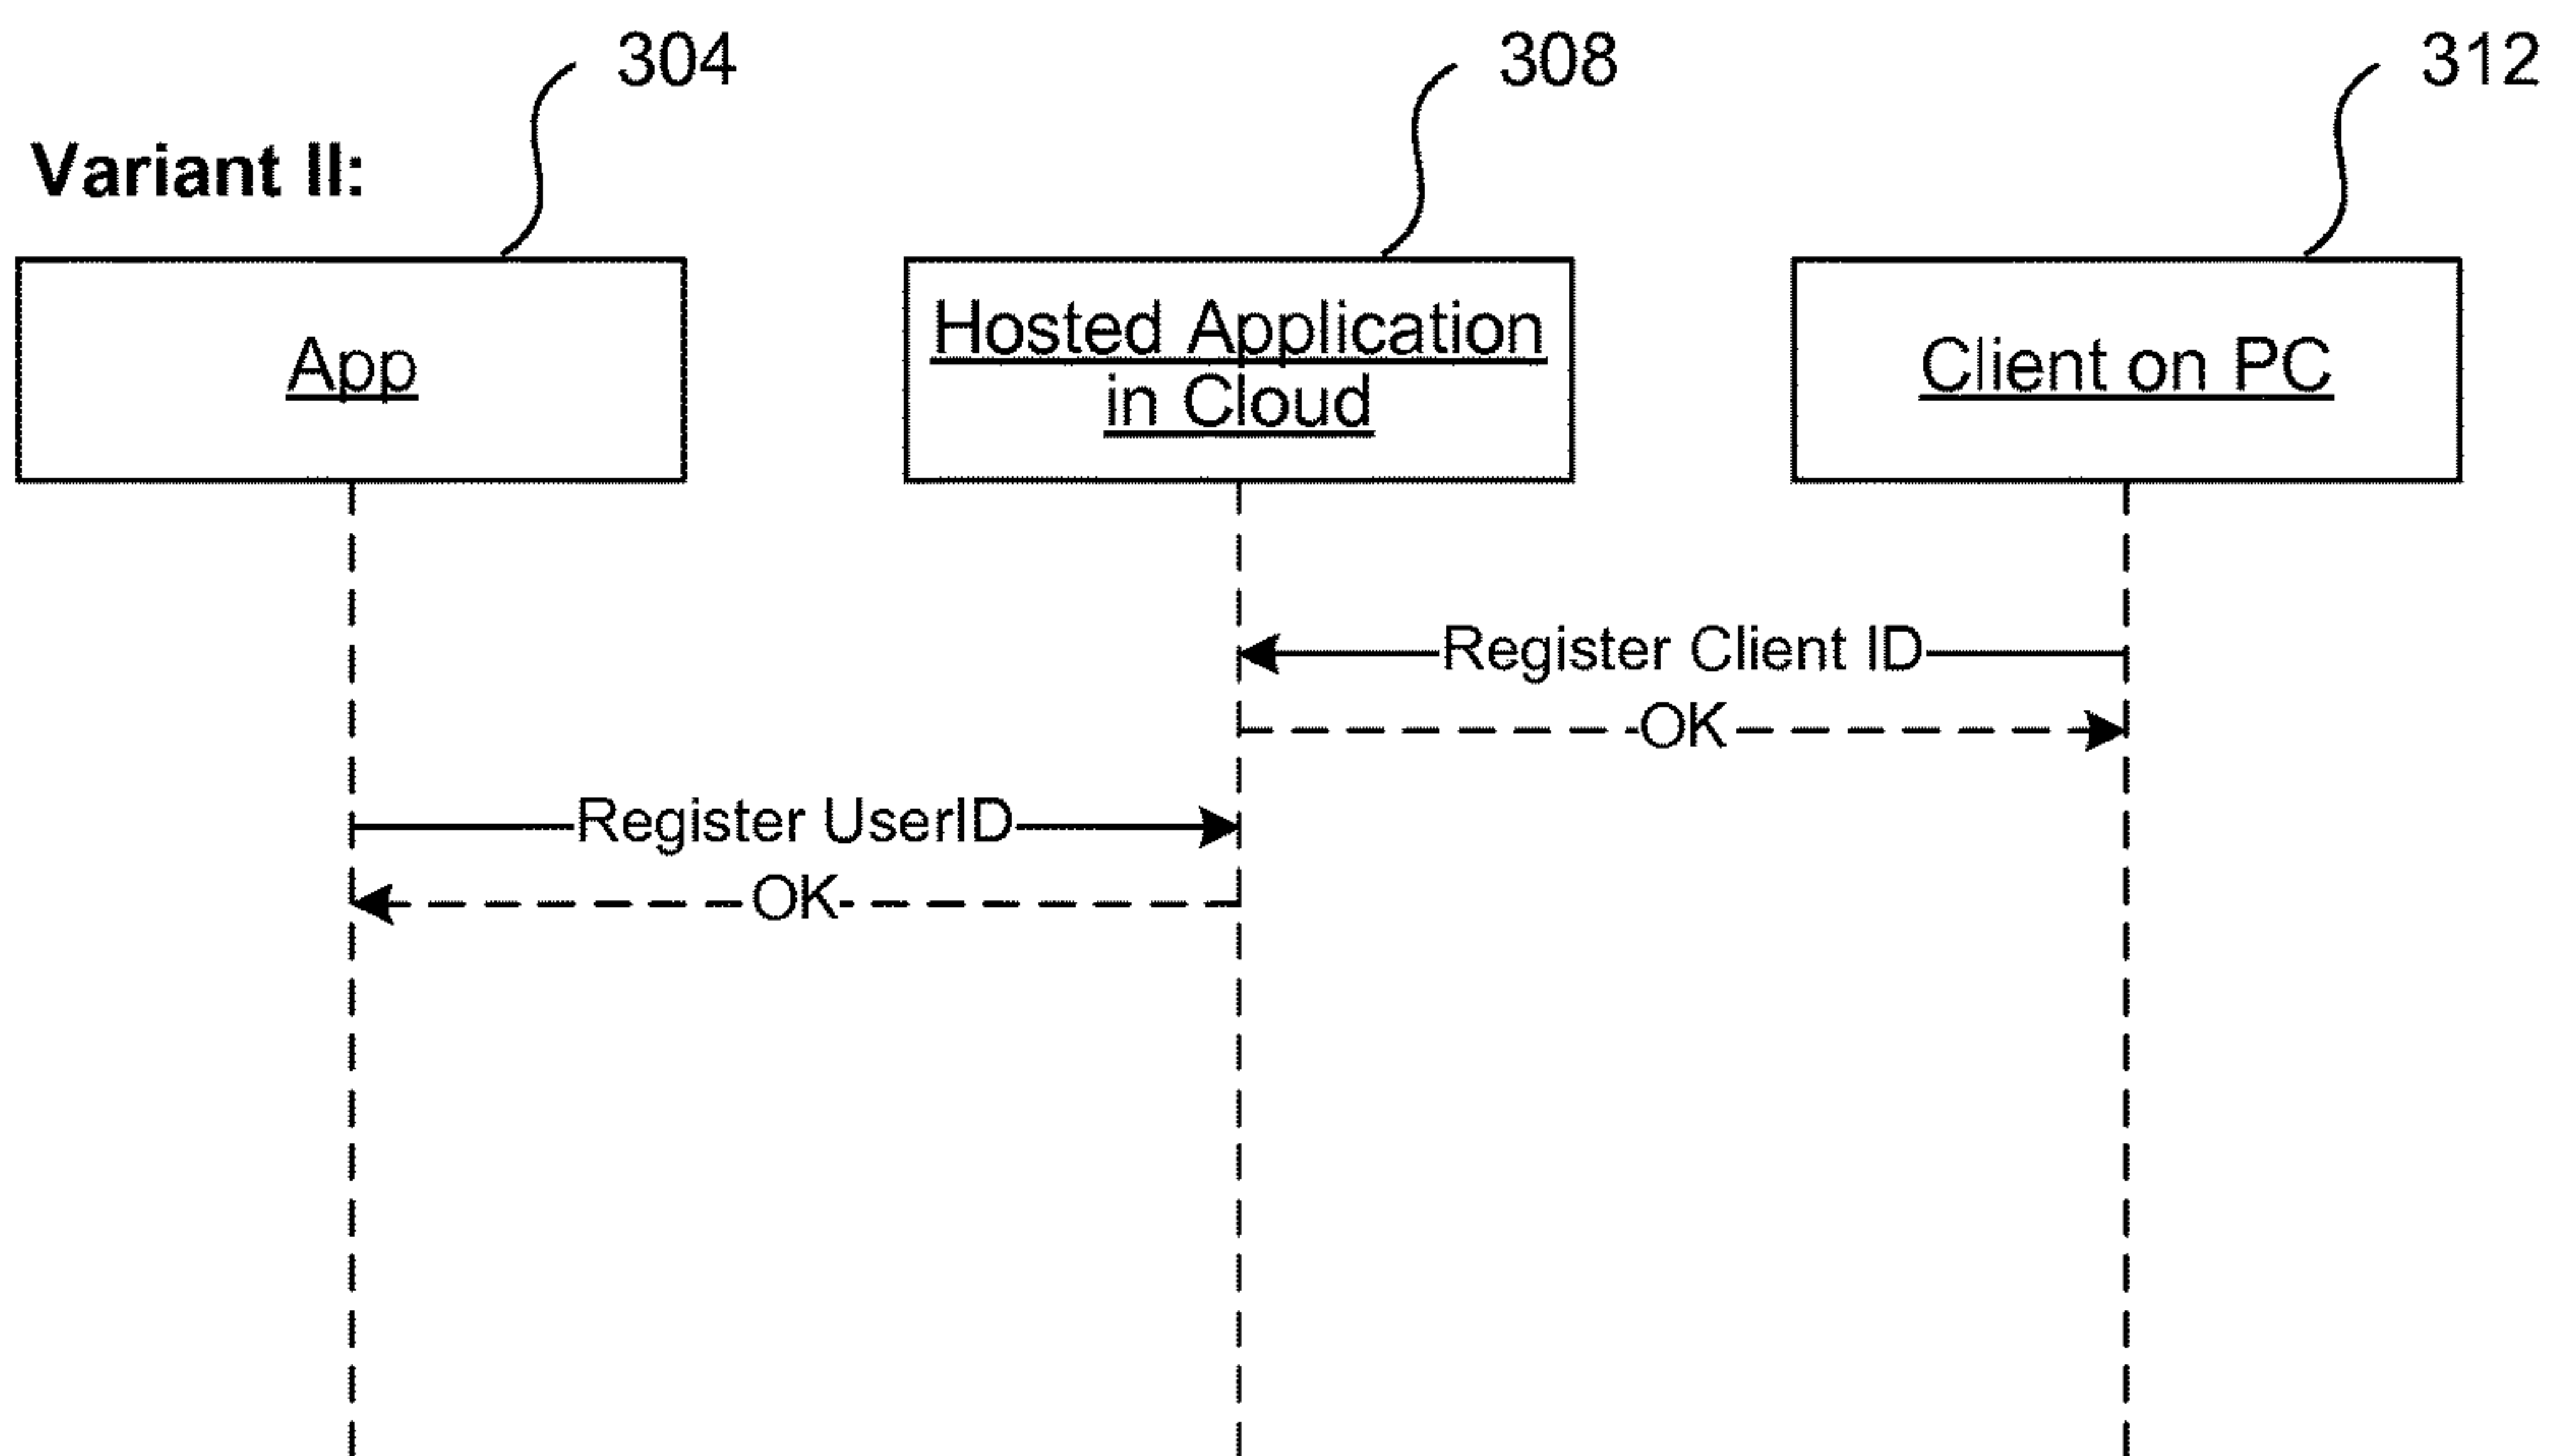 304
308
312
Variant II:
App
Hosted Application
in Cloud
Client on PC
Register Client ID
OK
Register UserID
OK